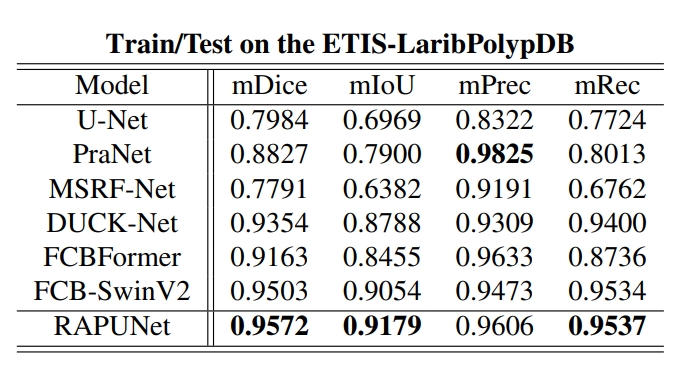 Train/Test on the ETIS-LaribPolypDB
Model mDice mIoU mPrec mRec
U-Net 0.7984 0.6969 0.8322 0.7724
PraNet 0.8827 0.7900 0.9825 0.8013
MSRF-Net 0.7791 0.6382 0.9191 0.6762
DUCK-Net 0.9354 0.8788 0.9309 0.9400
FCBFormer 0.9163 0.8455 0.9633 0.8736
FCB-SwinV2 0.9503 0.9054 0.9473 0.9534
RAPUNet 0.9572 0.9179 0.9606 0.9537